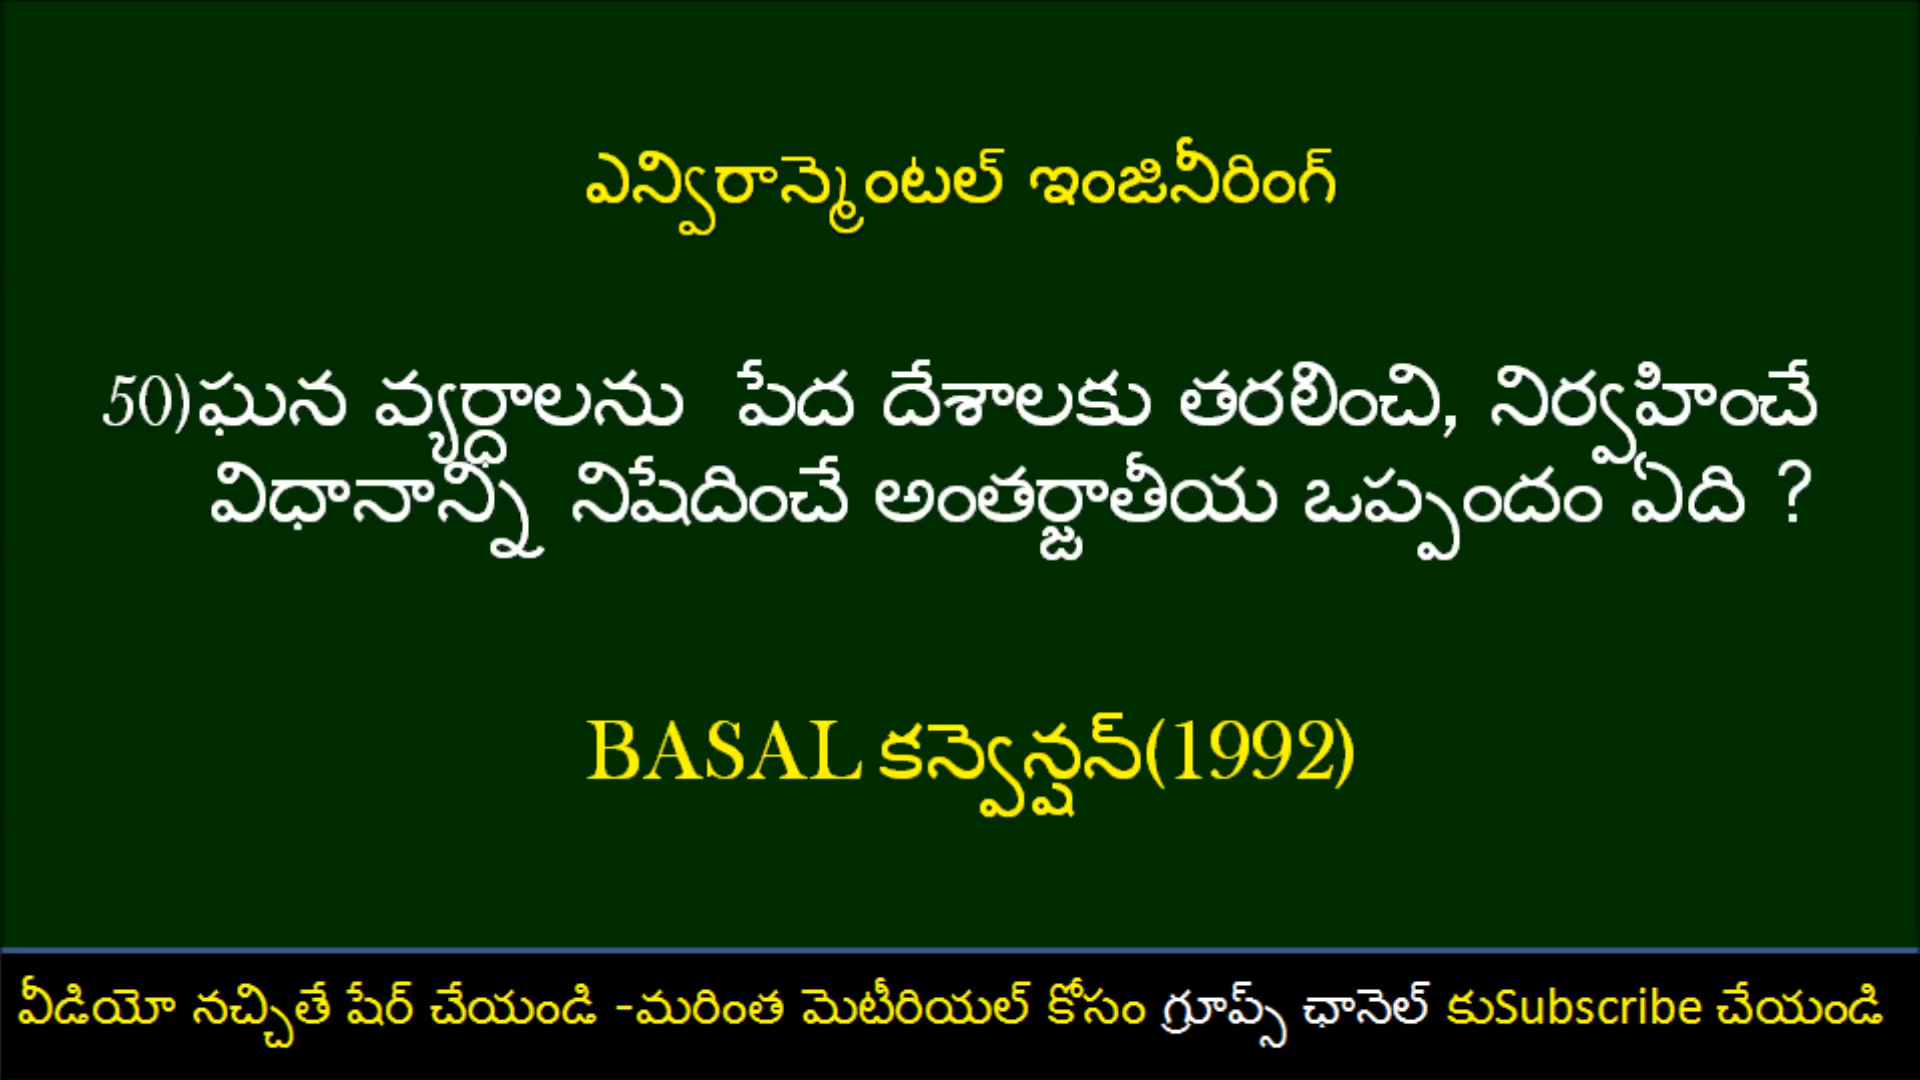 ఎన్విరాన్మెంటల్ ఇంజినీరింగ్
50)ఘన వ్యర్ధాలను పేద దేశాలకు తరలించి, నిర్వహించే
విధానాన్ని నిషేదించే అంతర్జాతీయ ఒప్పందం ఏది ?
BASAL కన్వెన్షన్(1992)
వీడియో నచ్చితే షేర్ చేయండి -మరింత మెటీరియల్ కోసం గ్రూప్స్ ఛానెల్ కుSubscribe చేయండి